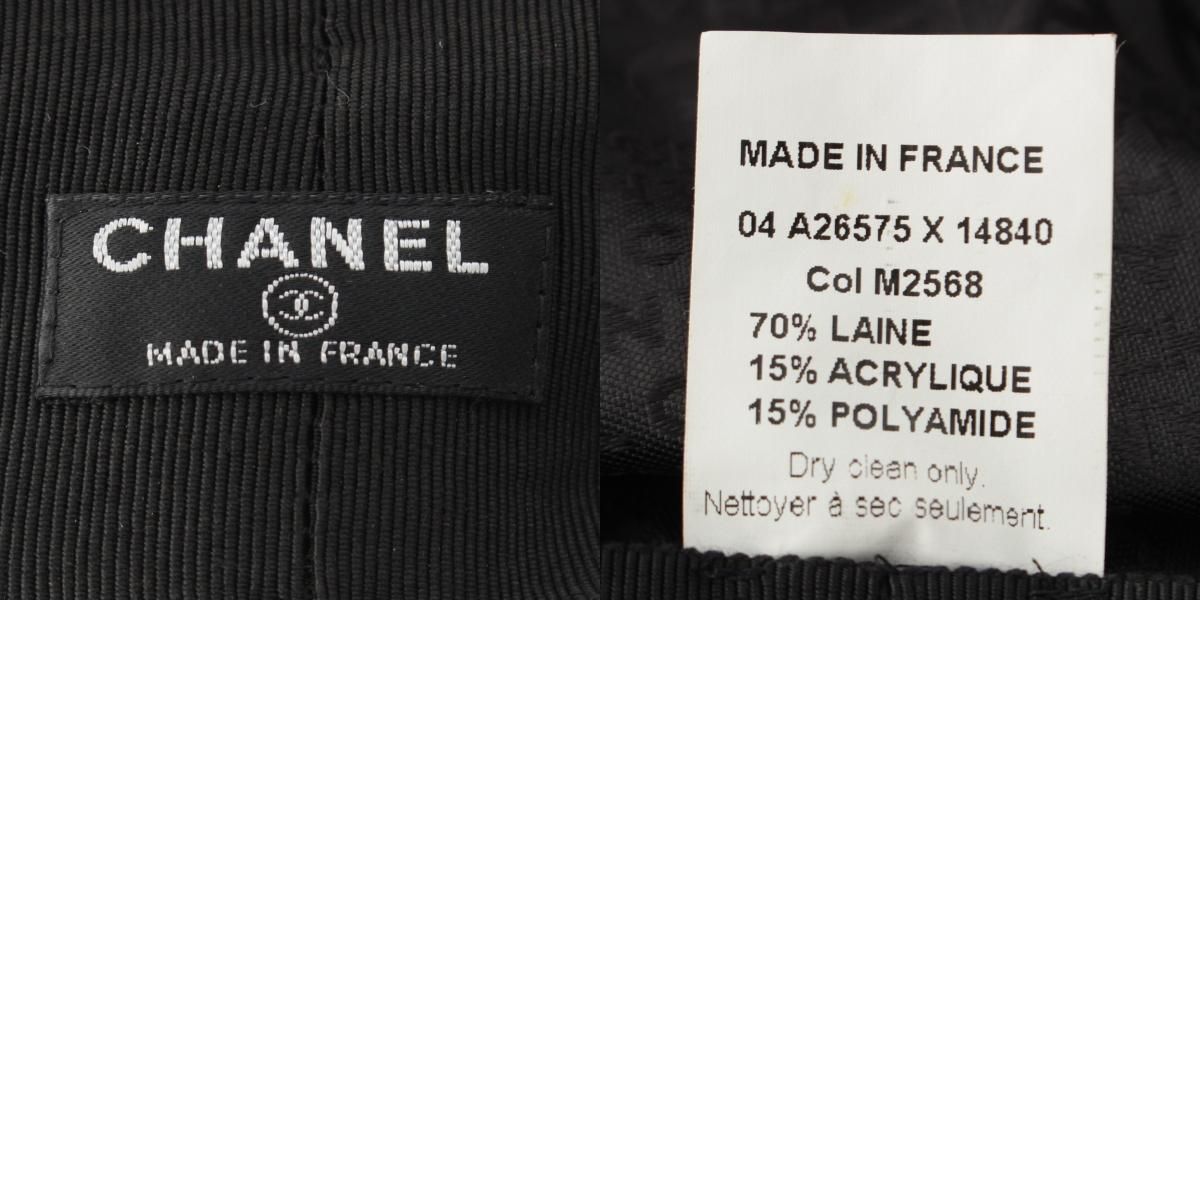 CHANEL
MADE IN FRANCE
MADE IN FRANCE
04 A26575 X 14840
Col M2568
70% LAINE
15% ACRYLIQUE
15% POLYAMIDE
Dry clean only.
Nettoyer à sec seulement.